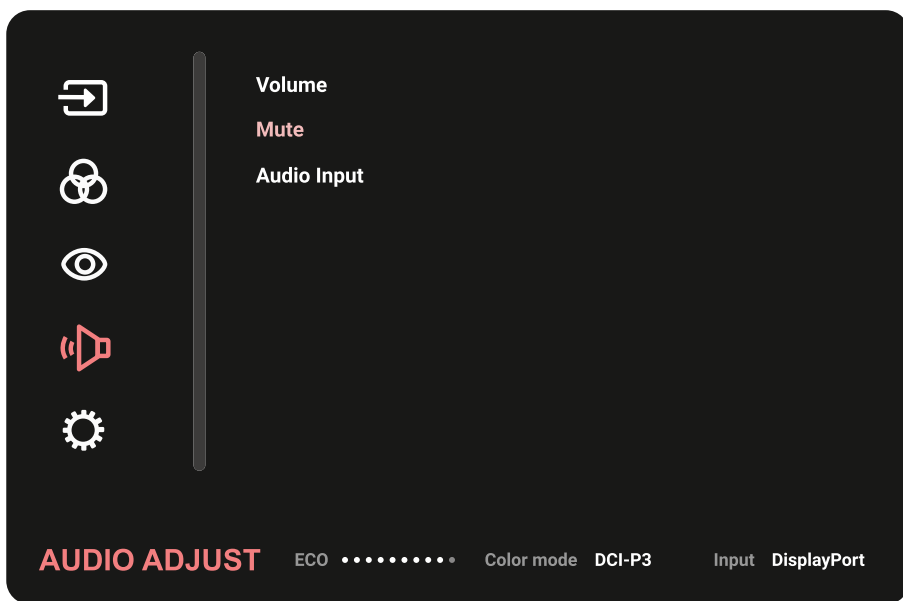 Volume
Mute
Audio Input
AUDIO ADJUST ECO Color mode DCI-P3 Input DisplayPort